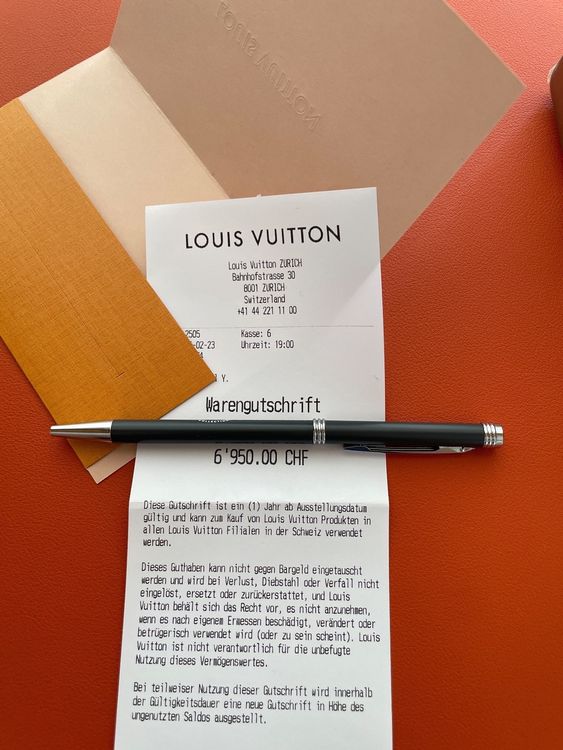 LOUIS VUITTON
LOUIS VUITTON
Louis Vuitton ZURICH
Bahnhofstrasse 30
8001 ZURICH
Switzerland
+41 44 221 11 00
2505 Kasse: 6
-02-23 Uhrzeit: 19:00
Y.
Warengutschrift
6'950.00 CHF
Diese Gutschrift ist ein (1) Jahr ab Ausstellungsdatum
gültig und kann zum Kauf von Louis Vuitton Produkten in
allen Louis Vuitton Filialen in der Schweiz verwendet
werden.
Dieses Guthaben kann nicht gegen Bargeld eingetauscht
werden und wird bei Verlust, Diebstahl oder Verfall nicht
eingelöst, ersetzt oder zurückerstattet, und Louis
Vuitton behält sich das Recht vor, es nicht anzunehmen,
wenn es nach eigenem Ermessen beschädigt, verändert oder
betrügerisch verwendet wird (oder zu sein scheint). Louis
Vuitton ist nicht verantwortlich für die unbefugte
Nutzung dieses Vermögenswertes.
Bei teilweiser Nutzung dieser Gutschrift wird innerhalb
der Gültigkeitsdauer eine neue Gutschrift in Höhe des
ungenutzten Saldos ausgestellt.